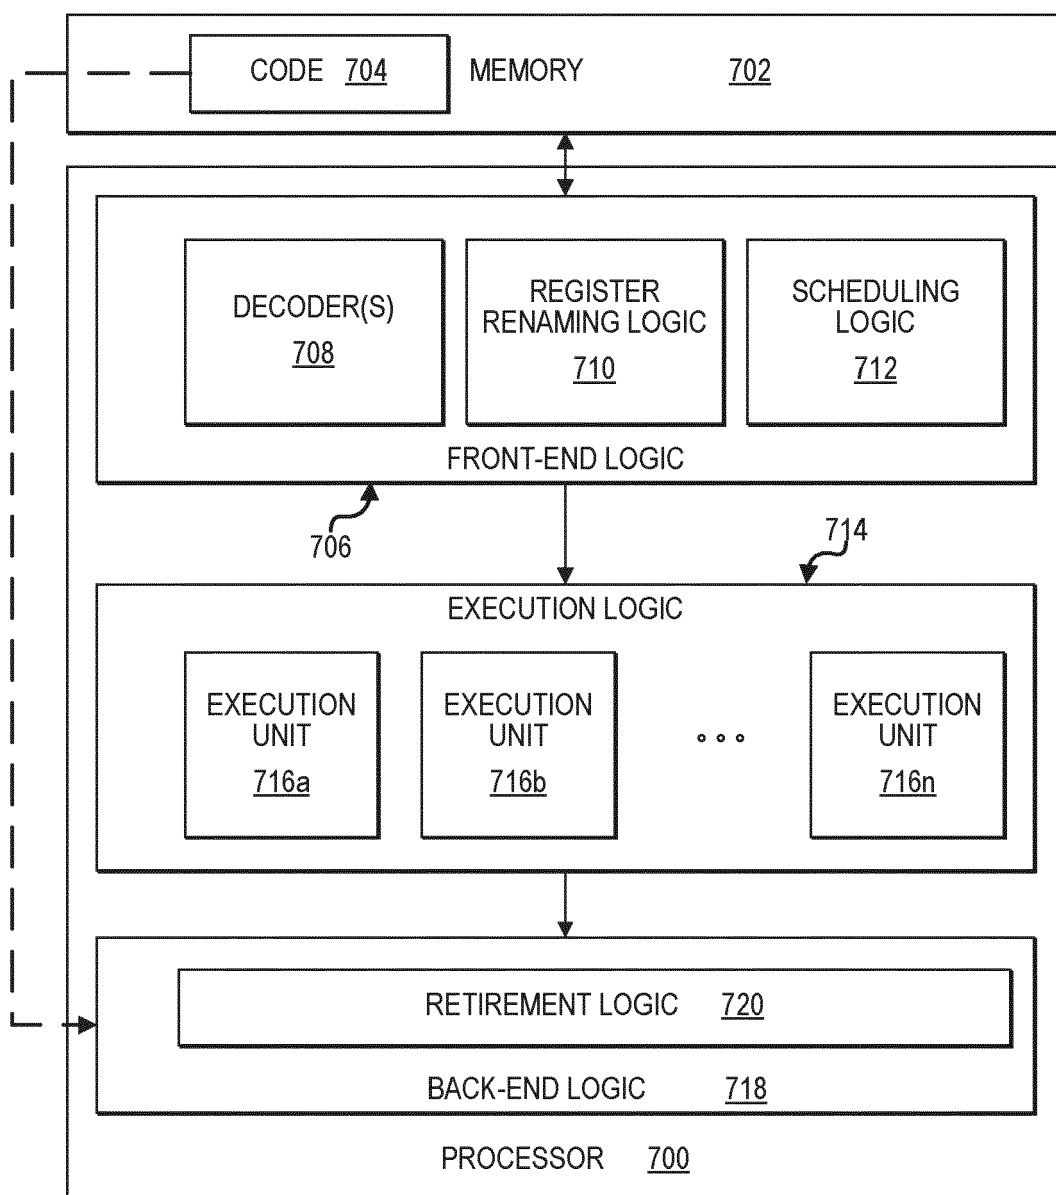 CODE 704 MEMORY 702
DECODER(S)
708
REGISTER
RENAMING LOGIC
710
SCHEDULING
LOGIC
712
FRONT-END LOGIC
706
714
EXECUTION LOGIC
EXECUTION
UNIT
716a
EXECUTION
UNIT
716b
EXECUTION
UNIT
716n
RETIREMENT LOGIC 720
BACK-END LOGIC 718
PROCESSOR 700